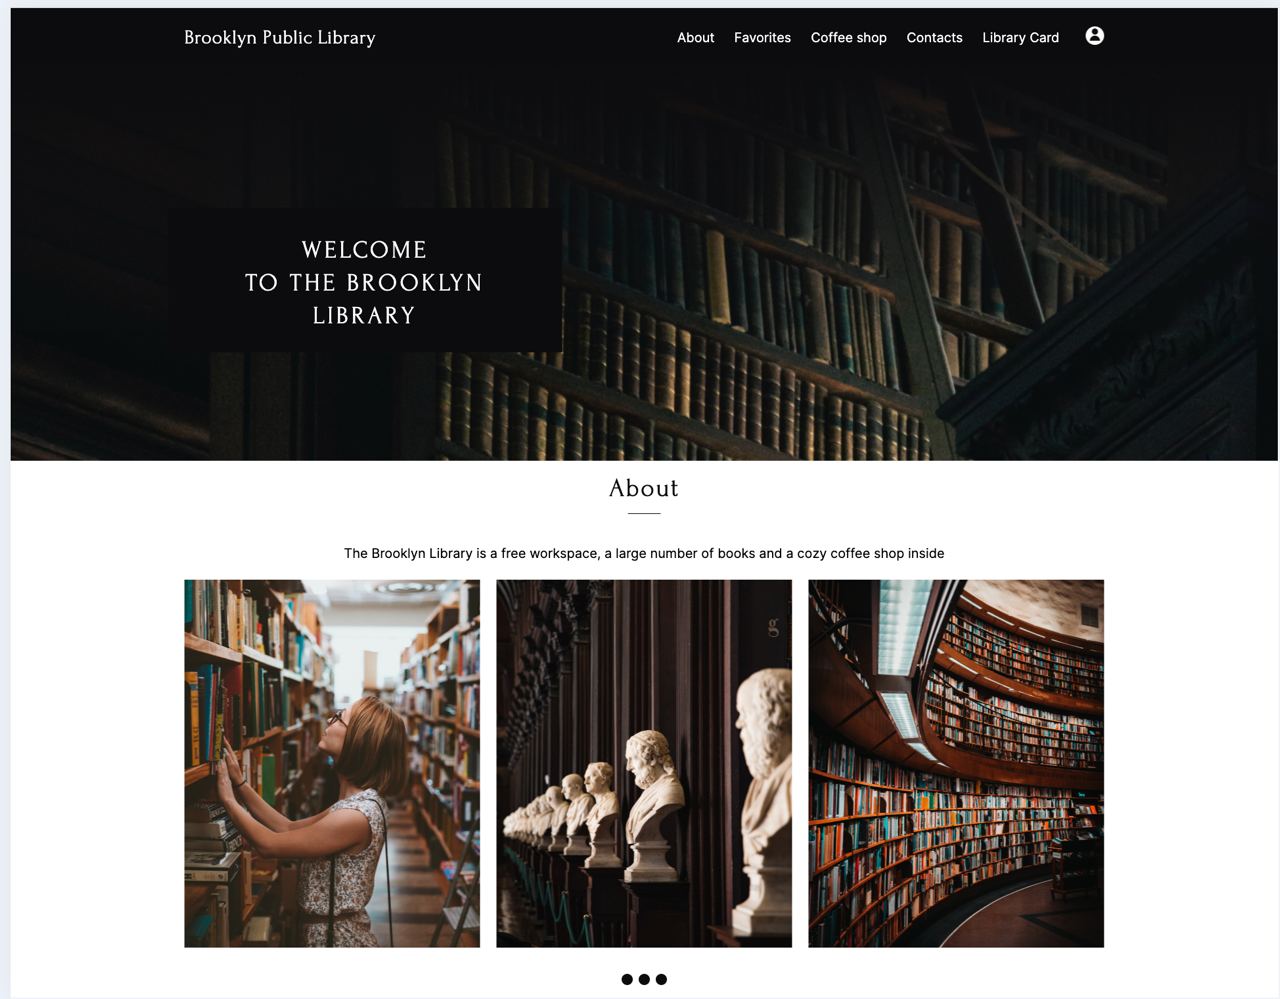 Brooklyn Public Library
About Favorites Coffee shop Contacts Library Card
WELCOME
TO THE BROOKLYN
LIBRARY
About
The Brooklyn Library is a free workspace, a large number of books and a cozy coffee shop inside
g